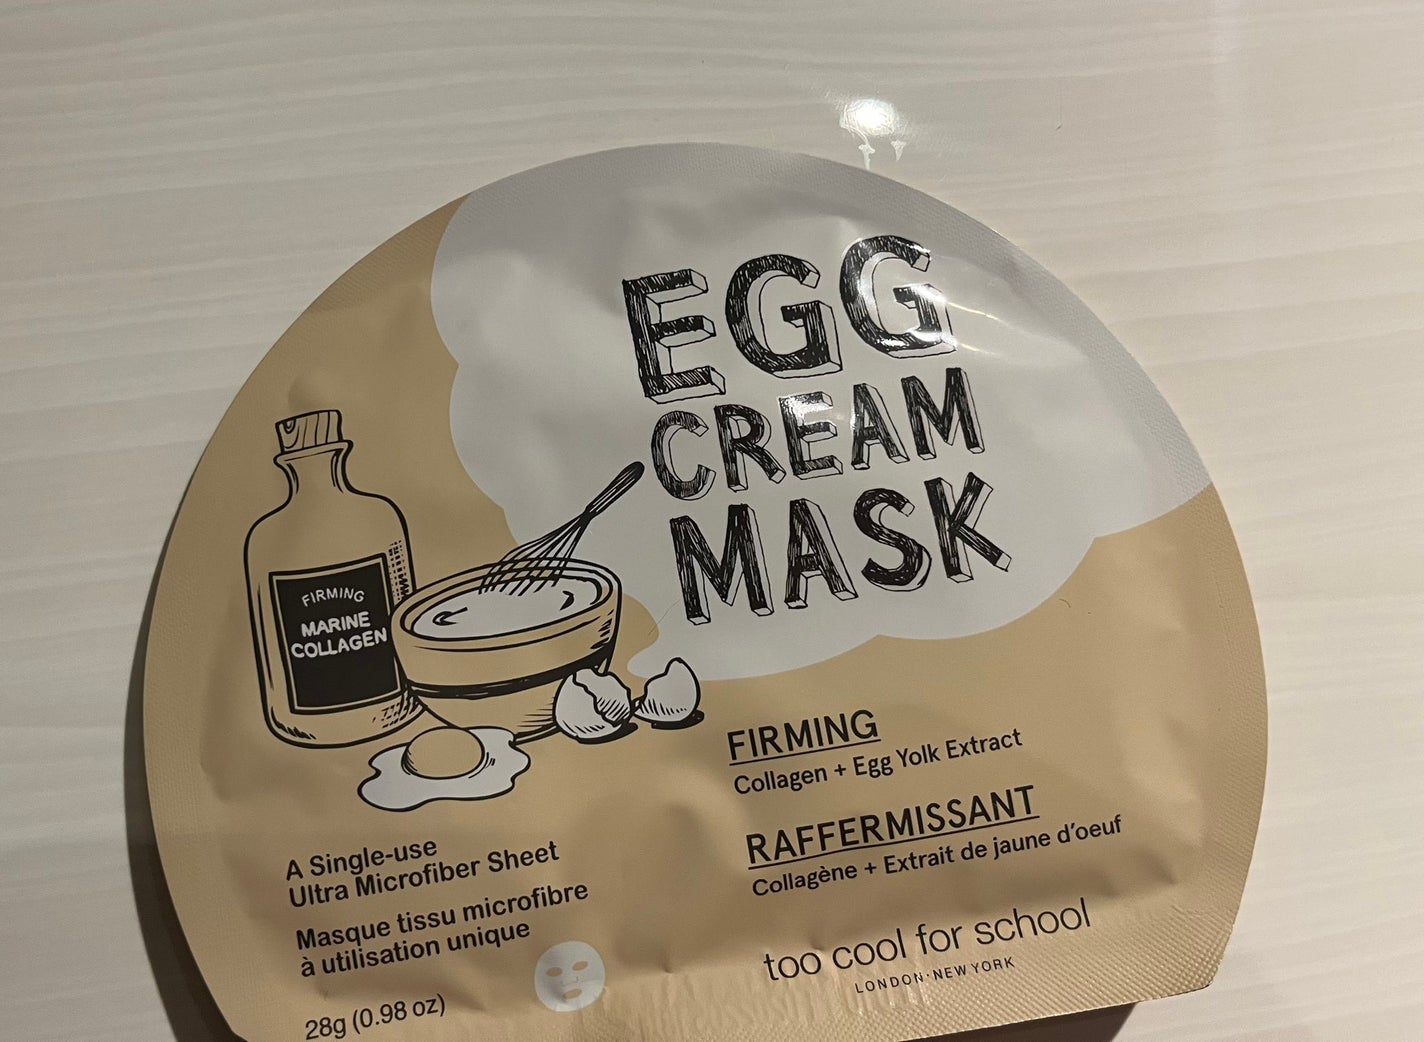 EGG
CREAM
MASK
FIRMING
MARINE
COLLAGEN
FIRMING
Collagen + Egg Yolk Extract
RAFFERMISSANT
Collagène + Extrait de jaune d'oeuf
A Single-use
Ultra Microfiber Sheet
Masque tissu microfibre
à utilisation unique
28g (0.98 oz)
too cool for school
LONDON·NEW YORK